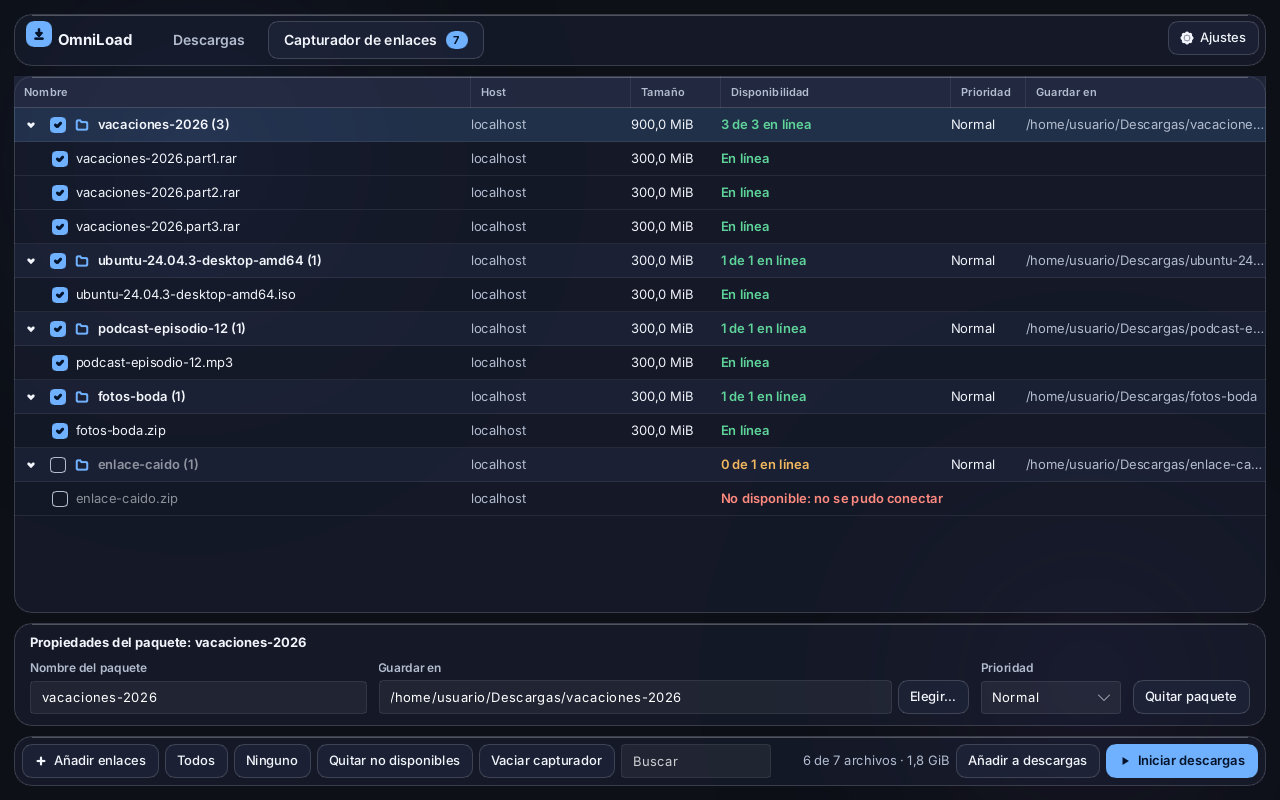 OmniLoad Descargas Capturador de enlaces 7 Ajustes
Nombre Host Tamaño Disponibilidad Prioridad Guardar en
vacaciones-2026 (3) localhost 900,0 MiB 3 de 3 en línea Normal /home/usuario/Descargas/vacacione...
vacaciones-2026.part1.rar localhost 300,0 MiB En línea
vacaciones-2026.part2.rar localhost 300,0 MiB En línea
vacaciones-2026.part3.rar localhost 300,0 MiB En línea
ubuntu-24.04.3-desktop-amd64 (1) localhost 300,0 MiB 1 de 1 en línea Normal /home/usuario/Descargas/ubuntu-24...
ubuntu-24.04.3-desktop-amd64.iso localhost 300,0 MiB En línea
podcast-episodio-12 (1) localhost 300,0 MiB 1 de 1 en línea Normal /home/usuario/Descargas/podcast-e...
podcast-episodio-12.mp3 localhost 300,0 MiB En línea
fotos-boda (1) localhost 300,0 MiB 1 de 1 en línea Normal /home/usuario/Descargas/fotos-boda
fotos-boda.zip localhost 300,0 MiB En línea
enlace-caido (1) localhost 0 de 1 en línea Normal /home/usuario/Descargas/enlace-ca...
enlace-caido.zip localhost No disponible: no se pudo conectar
Propiedades del paquete: vacaciones-2026
Nombre del paquete Guardar en Prioridad
vacaciones-2026 /home/usuario/Descargas/vacaciones-2026 Elegir... Normal Quitar paquete
Añadir enlaces Todos Ninguno Quitar no disponibles Vaciar capturador Buscar 6 de 7 archivos · 1,8 GiB Añadir a descargas Iniciar descargas